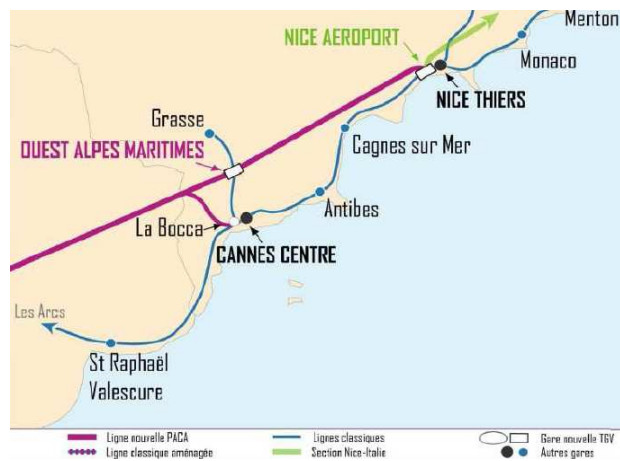 Menton
NICE AEROPORT
Monaco
NICE THIERS
Grasse
Cagnes sur Mer
OUEST ALPES MARITIMES
Antibes
La Bocca
CANNES CENTRE
Les Arcs
St Raphaël
Valescure
Ligne nouvelle PACA
Lignes classiques
Gare nouvelle TGV
Ligne classique aménagée
Section Nice-Italie
Autres gares